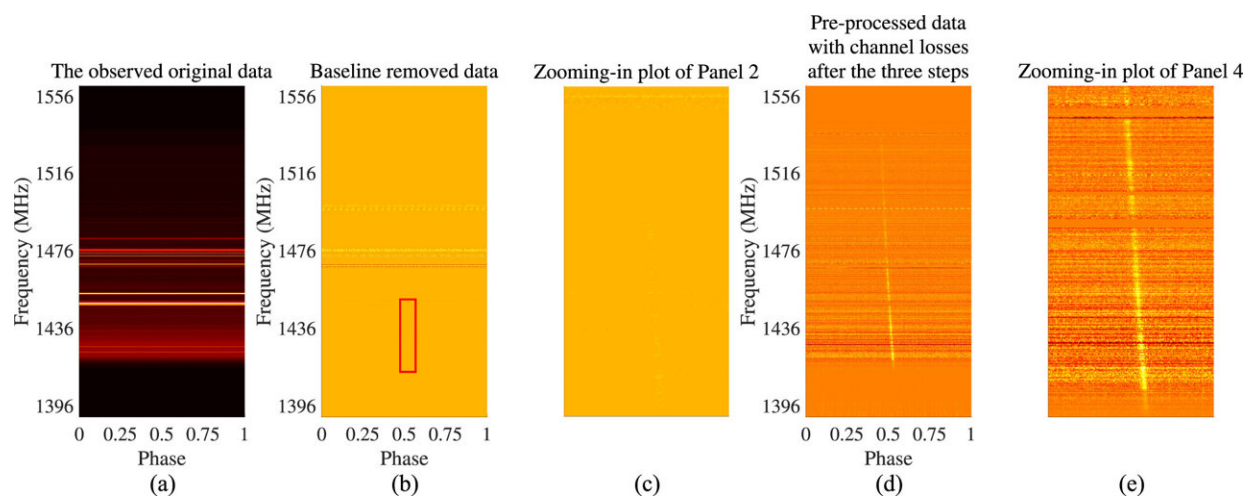 The observed original data
1556
1516
1476
1436
1396
Frequency (MHz)
0 0.25 0.5 0.75 1
Phase
(a)
Baseline removed data
1556
1516
1476
1436
1396
Frequency (MHz)
0 0.25 0.5 0.75 1
Phase
(b)
Zooming-in plot of Panel 2
(c)
Pre-processed data
with channel losses
after the three steps
1556
1516
1476
1436
1396
Frequency (MHz)
0 0.25 0.5 0.75 1
Phase
(d)
Zooming-in plot of Panel 4
(e)